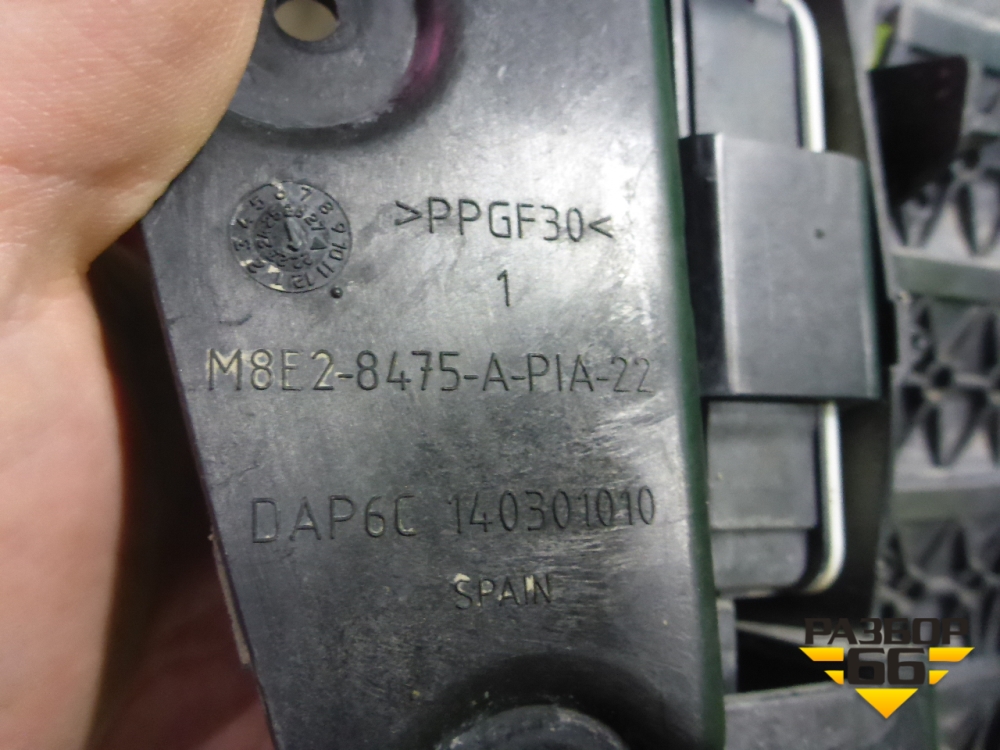 >PPGF30<
1
M8E2-8475-A-PIA-22
DAP6C 140301010
SPAIN
РАЗБОР
66